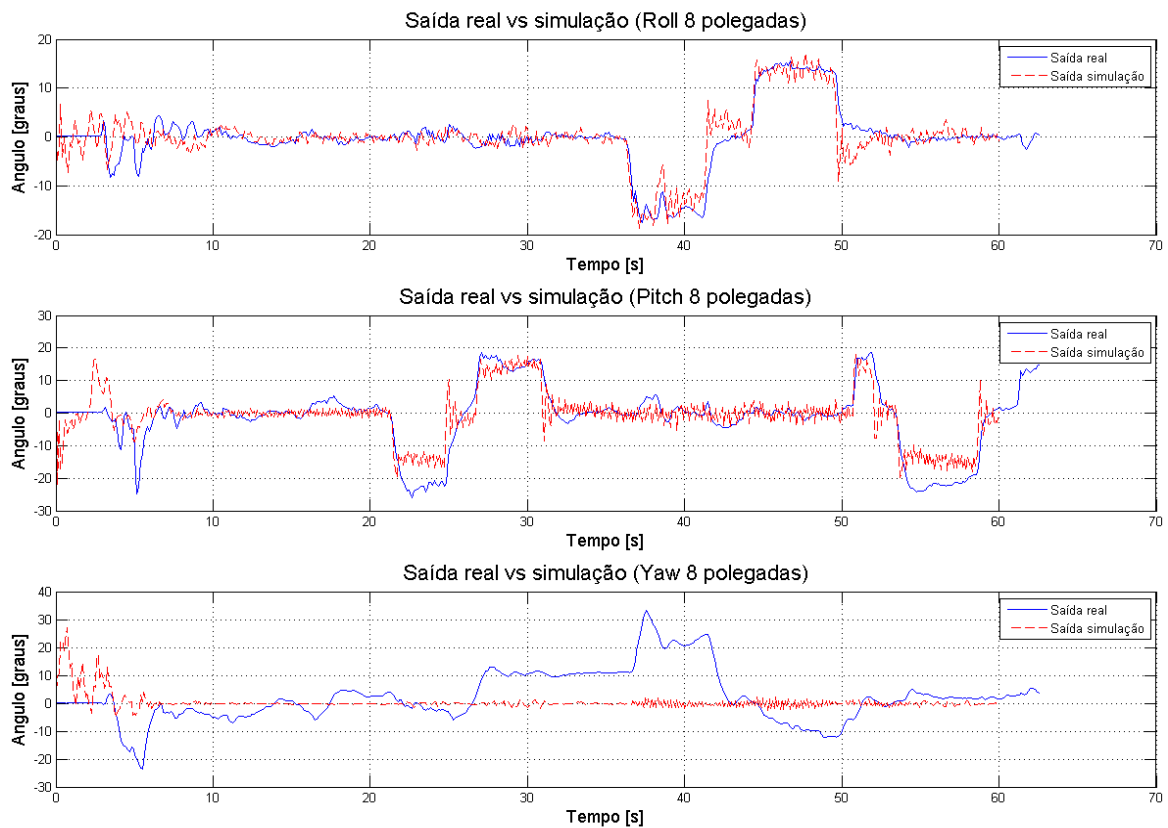 Saída real vs simulação (Roll 8 polegadas)
20
10
0
-10
-20
Angulo [graus]
Saída real
Saída simulação
0 10 20 30 40 50 60 70
Tempo [s]
Saída real vs simulação (Pitch 8 polegadas)
30
20
10
0
-10
-20
-30
Angulo [graus]
Saída real
Saída simulação
0 10 20 30 40 50 60 70
Tempo [s]
Saída real vs simulação (Yaw 8 polegadas)
40
30
20
10
0
-10
-20
-30
Angulo [graus]
Saída real
Saída simulação
0 10 20 30 40 50 60 70
Tempo [s]